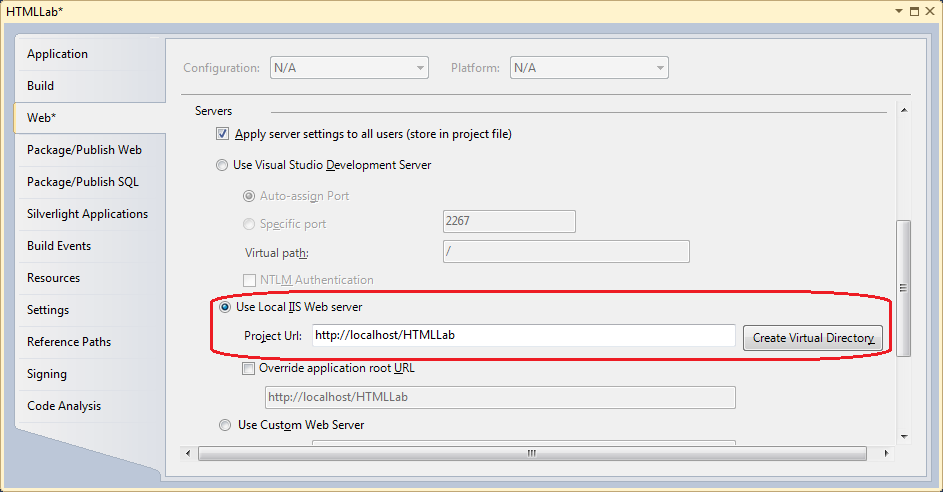 HTMLLab*
Application
Build
Web*
Package/Publish Web
Package/Publish SQL
Silverlight Applications
Build Events
Resources
Settings
Reference Paths
Signing
Code Analysis
Configuration: N/A Platform: N/A
Servers
Apply server settings to all users (store in project file)
Use Visual Studio Development Server
Auto-assign Port
Specific port 2267
Virtual path: /
NTLM Authentication
Use Local IIS Web server
Project Url: http://localhost/HTMLLab Create Virtual Directory
Override application root URL
http://localhost/HTMLLab
Use Custom Web Server